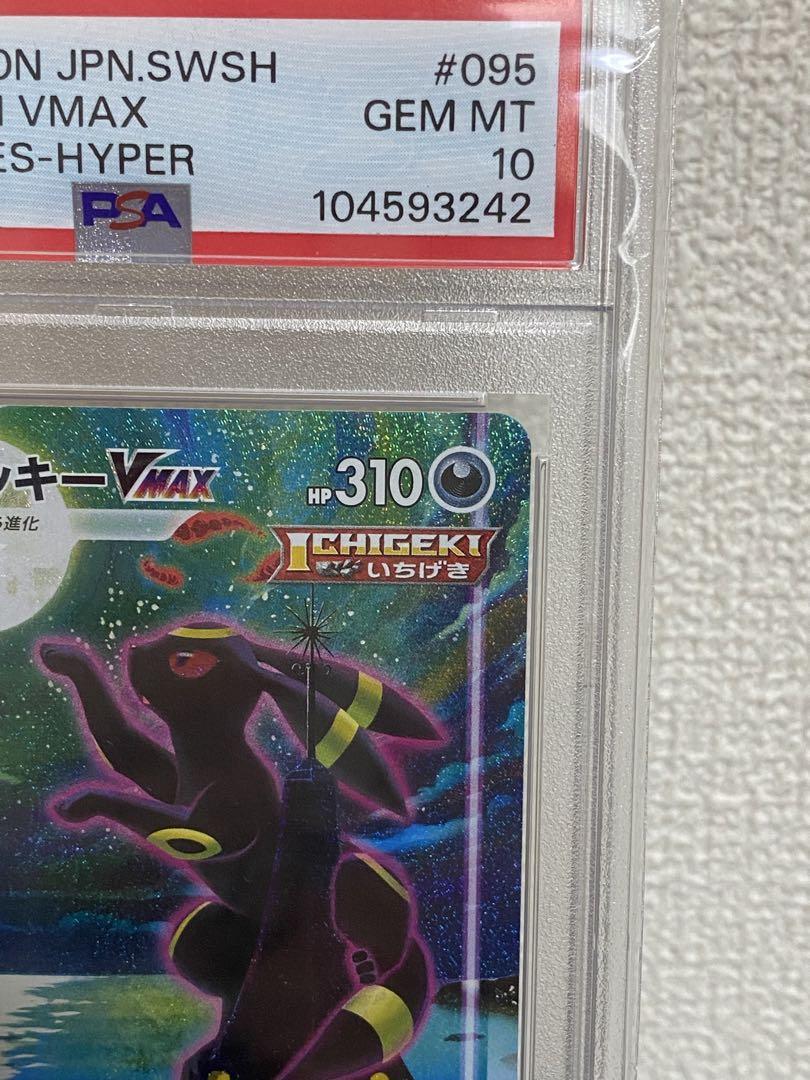 ON JPN.SWSH #095
VMAX GEM MT
ES-HYPER 10
PSA 104593242
ッキーVMAX HP310
進化
ICHIGEKI
いちげき